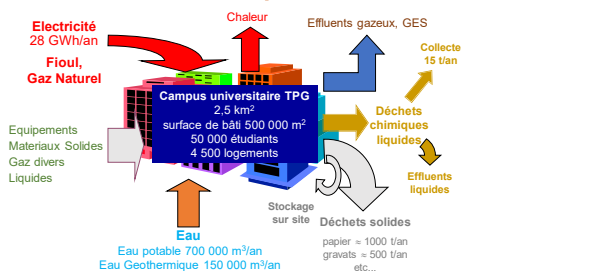 Electricité
28 GWh/an
Fioul,
Gaz Naturel
Chaleur
Effluents gazeux, GES
Collecte
15 t/an
Campus universitaire TPG
2,5 km²
surface de bâti 500 000 m²
50 000 étudiants
4 500 logements
Equipements
Materiaux Solides
Gaz divers
Liquides
Déchets
chimiques
liquides
Effluents
liquides
Stockage
sur site
Déchets solides
papier ≈ 1000 t/an
gravats ≈ 500 t/an
etc...
Eau
Eau potable 700 000 m³/an
Eau Geothermique 150 000 m³/an